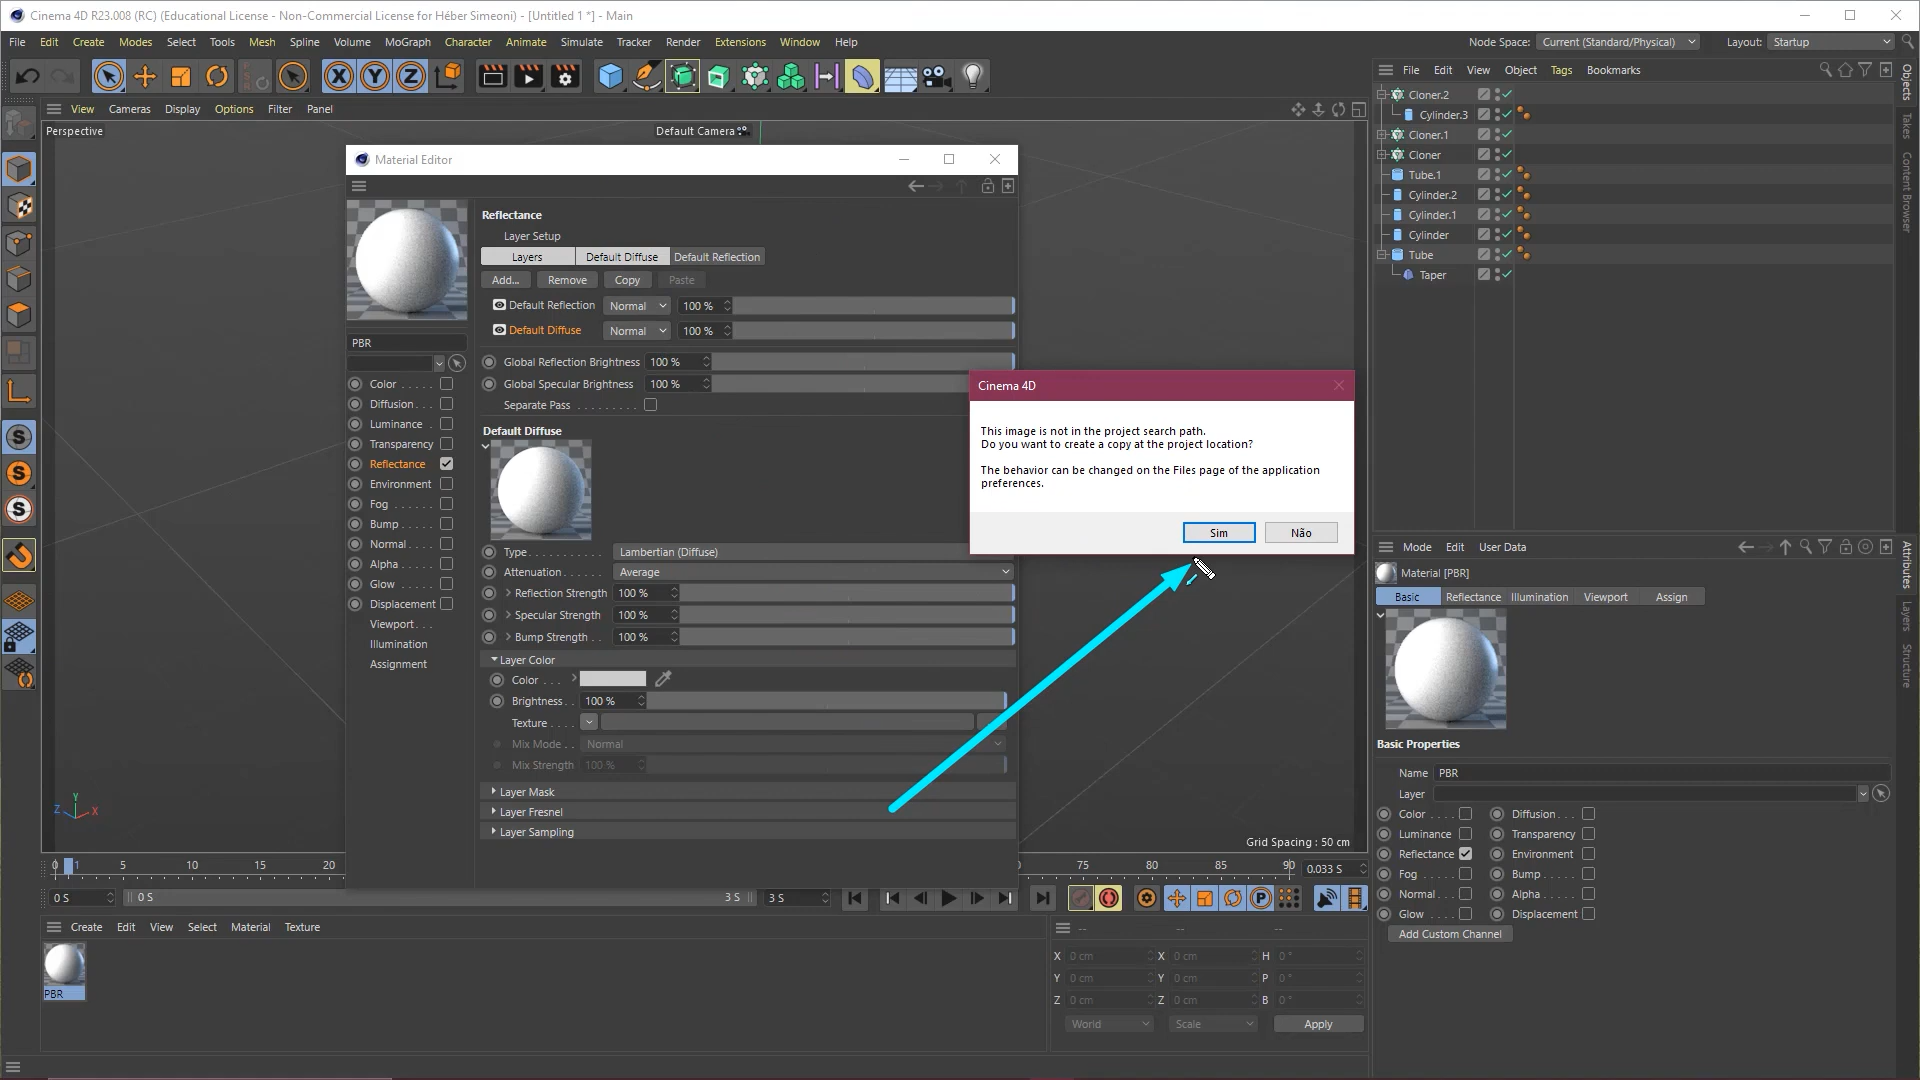 Cinema 4D R23.008 (RC) (Educational License - Non-Commercial License for Héber Simeoni) - [Untitled 1 *] - Main
File Edit Create Modes Select Tools Mesh Spline Volume MoGraph Character Animate Simulate Tracker Render Extensions Window Help
Node Space: Current (Standard/Physical) Layout: Startup
View Cameras Display Options Filter Panel
Perspective
Default Camera
Material Editor
PBR
Color . . . . .
Diffusion . . .
Luminance .
Transparency
Reflectance
Environment
Fog . . . . . .
Bump . . . . .
Normal . . . .
Alpha . . . . .
Glow . . . . .
Displacement
Viewport . . .
Illumination
Assignment
Reflectance
Layer Setup
Layers Default Diffuse Default Reflection
Add... Remove Copy Paste
Default Reflection Normal 100 %
Default Diffuse Normal 100 %
Global Reflection Brightness 100 %
Global Specular Brightness 100 %
Separate Pass . . . . . . . . .
Default Diffuse
Type . . . . . . . . . . Lambertian (Diffuse)
Attenuation . . . . . . Average
Reflection Strength 100 %
Specular Strength 100 %
Bump Strength . . 100 %
Layer Color
Color . . .
Brightness . . 100 %
Texture . . . .
Mix Mode . . Normal
Mix Strength 100 %
Layer Mask
Layer Fresnel
Layer Sampling
Cinema 4D
This image is not in the project search path.
Do you want to create a copy at the project location?
The behavior can be changed on the Files page of the application
preferences.
Sim Não
Grid Spacing : 50 cm
Y
Z X
0 1 5 10 15 20 75 80 85 90 0.033 S
0 S 0 S 3 S 3 S
Create Edit View Select Material Texture
PBR
-- -- --
X 0 cm X 0 cm H 0 °
Y 0 cm Y 0 cm P 0 °
Z 0 cm Z 0 cm B 0 °
World Scale Apply
File Edit View Object Tags Bookmarks
Cloner.2
Cylinder.3
Cloner.1
Cloner
Tube.1
Cylinder.2
Cylinder.1
Cylinder
Tube
Taper
Objects
Takes
Content Browser
Mode Edit User Data
Material [PBR]
Basic Reflectance Illumination Viewport Assign
Basic Properties
Name PBR
Layer
Color . . . . Diffusion . . .
Luminance Transparency
Reflectance Environment
Fog . . . . . Bump . . . . .
Normal . . . Alpha . . . . .
Glow . . . . Displacement
Add Custom Channel
Attributes
Layers
Structure